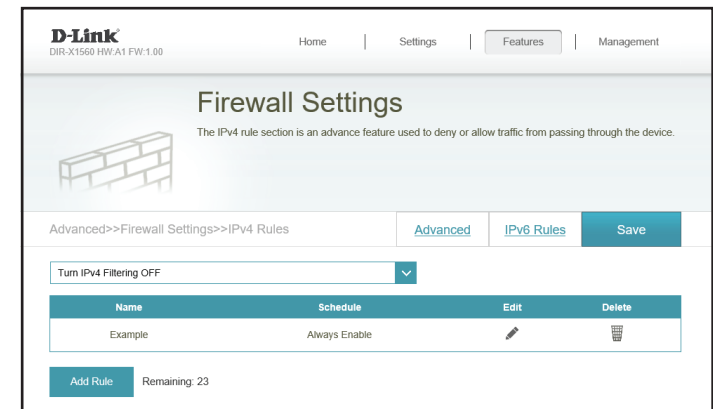 D-Link
DIR-X1560 HW:A1 FW:1.00
Home Settings Features Management
Firewall Settings
The IPv4 rule section is an advance feature used to deny or allow traffic from passing through the device.
Advanced>>Firewall Settings>>IPv4 Rules Advanced IPv6 Rules Save
Turn IPv4 Filtering OFF
Name Schedule Edit Delete
Example Always Enable
Add Rule Remaining: 23